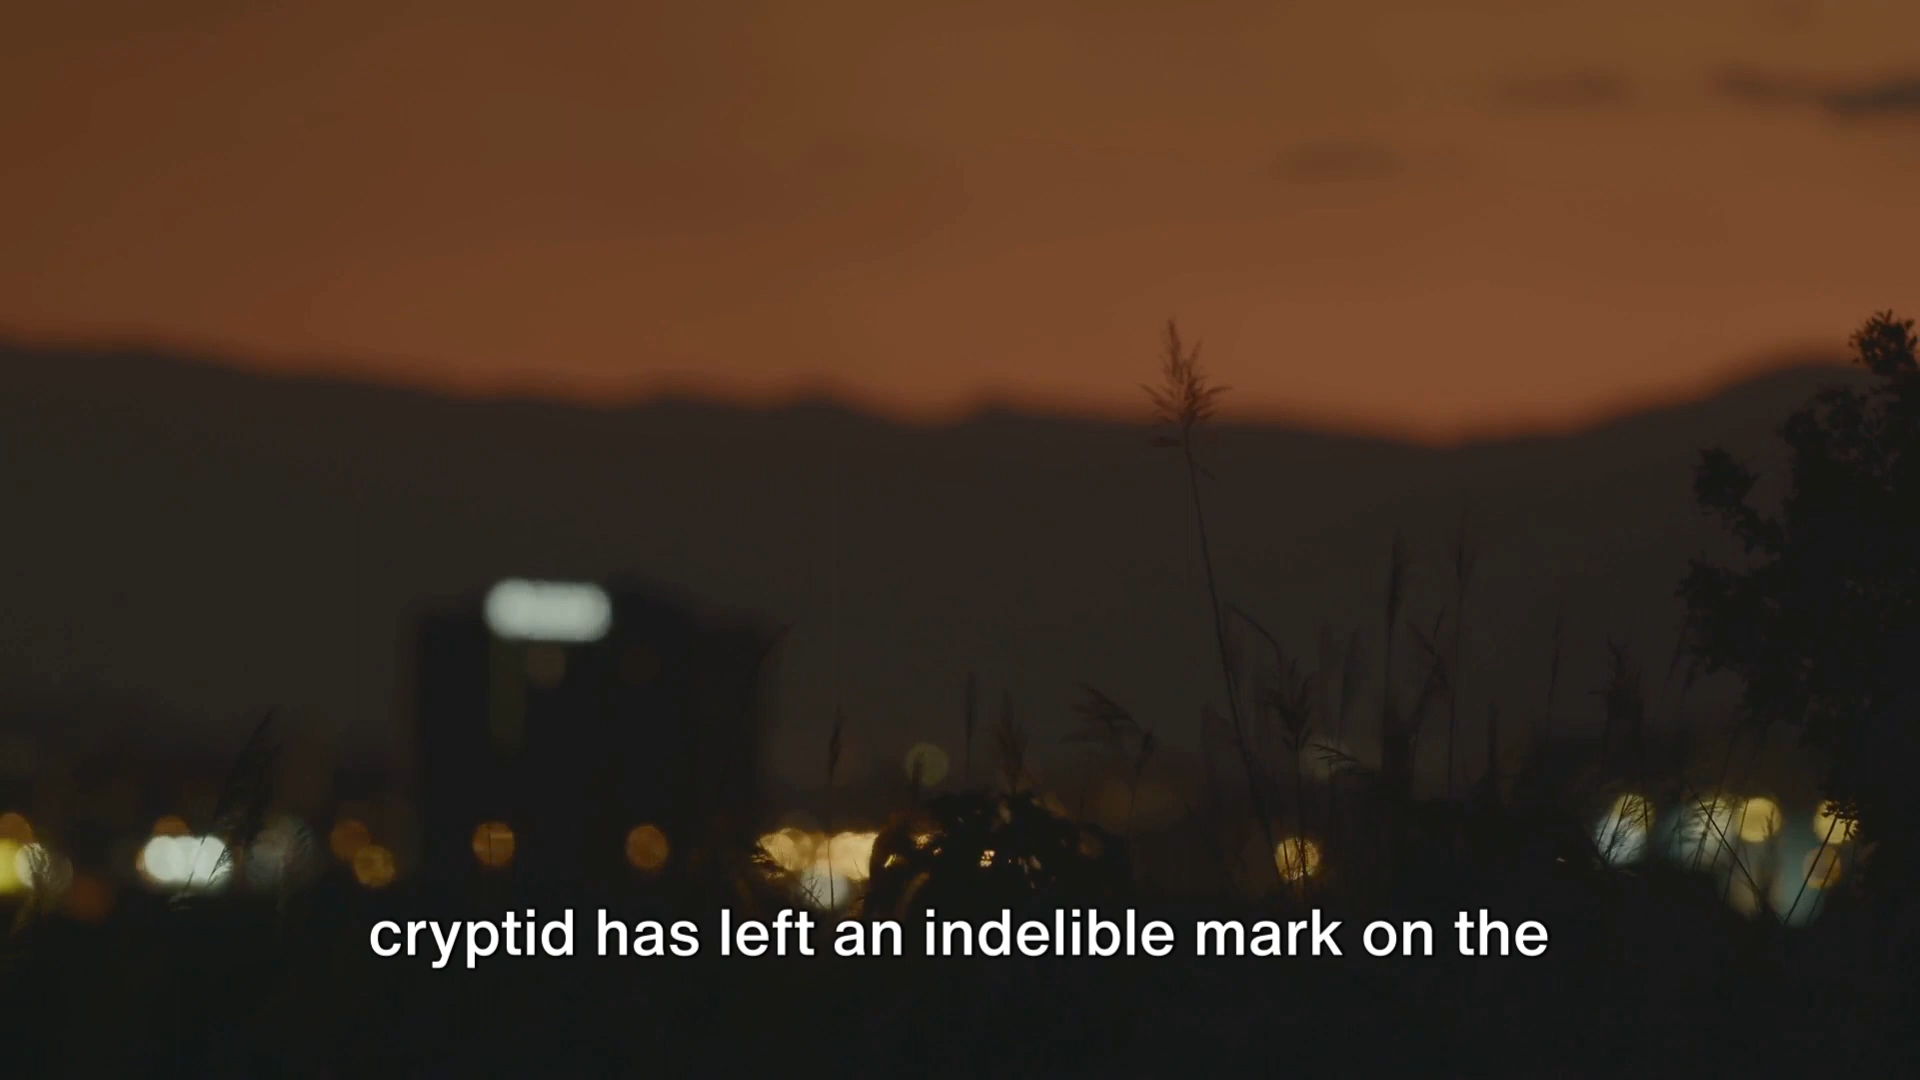 cryptid has left an indelible mark on the